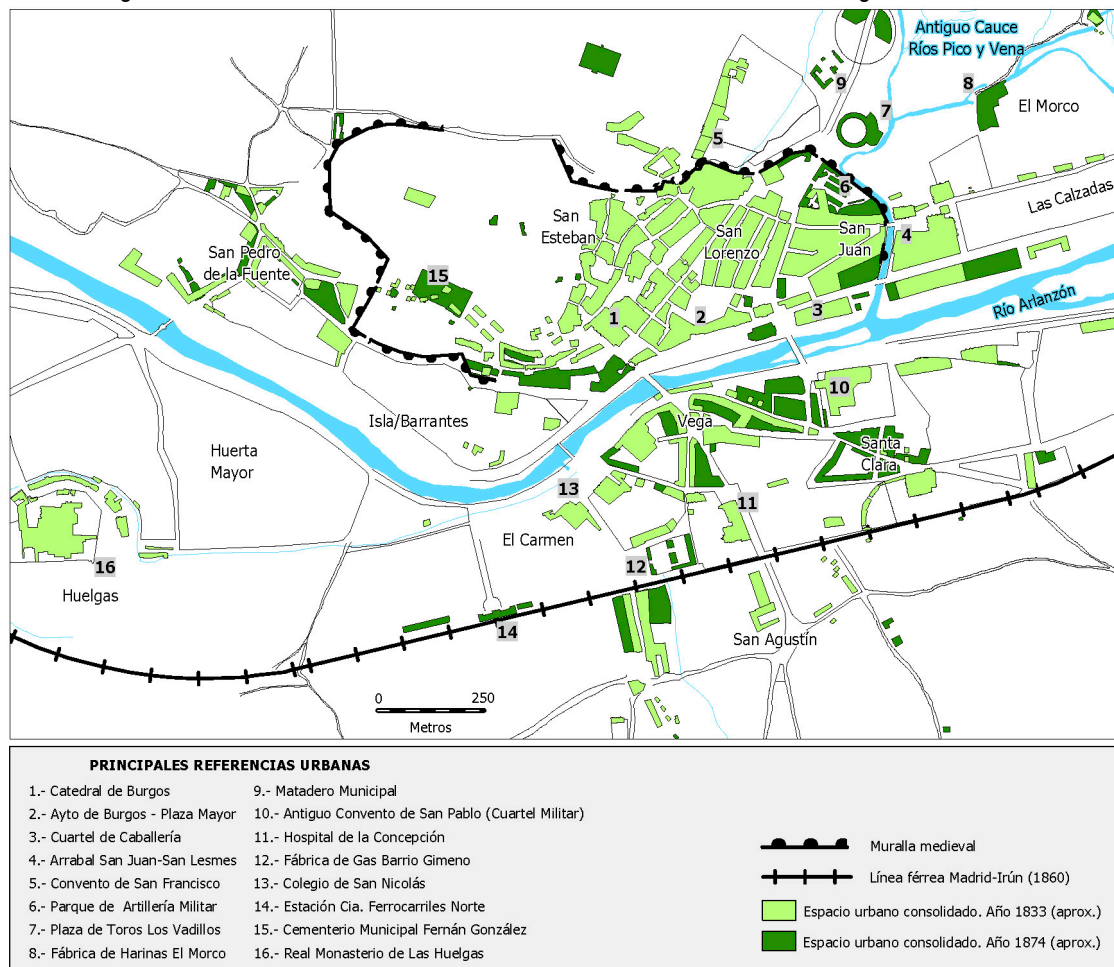 Antiguo Cauce
Ríos Pico y Vena
9
8
El Morco
7
5
6
Las Calzadas
San
Esteban
San
Lorenzo
San
Juán
4
San Pedro
de la Fuente
15
Río Arlanzón
1
2
3
10
Isla/Barrantes
Vega
Huerta
Mayor
Santa
Clara
13
11
El Carmen
16
12
Huelgas
14
San Agustín
0 250
Metros
PRINCIPALES REFERENCIAS URBANAS
1.- Catedral de Burgos
2.- Ayto de Burgos - Plaza Mayor
3.- Cuartel de Caballería
4.- Arrabal San Juan-San Lesmes
5.- Convento de San Francisco
6.- Parque de Artillería Militar
7.- Plaza de Toros Los Vadillos
8.- Fábrica de Harinas El Morco
9.- Matadero Municipal
10.- Antiguo Convento de San Pablo (Cuartel Militar)
11.- Hospital de la Concepción
12.- Fábrica de Gas Barrio Gimeno
13.- Colegio de San Nicolás
14.- Estación Cia. Ferrocarriles Norte
15.- Cementerio Municipal Fernán González
16.- Real Monasterio de Las Huelgas
Muralla medieval
Línea férrea Madrid-Irún (1860)
Espacio urbano consolidado. Año 1833 (aprox.)
Espacio urbano consolidado. Año 1874 (aprox.)